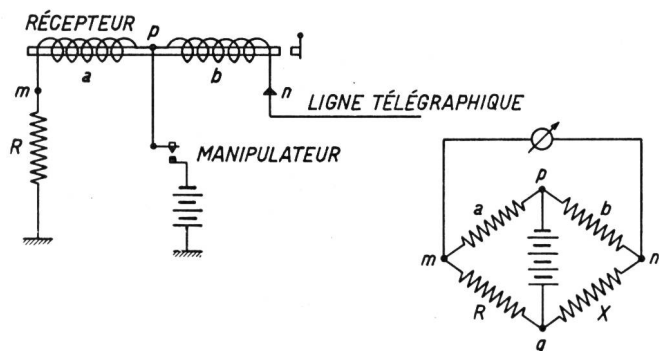 RÉCEPTEUR
p
a
b
m
n
LIGNE TÉLÉGRAPHIQUE
R
MANIPULATEUR
p
a
b
m
n
R
X
q